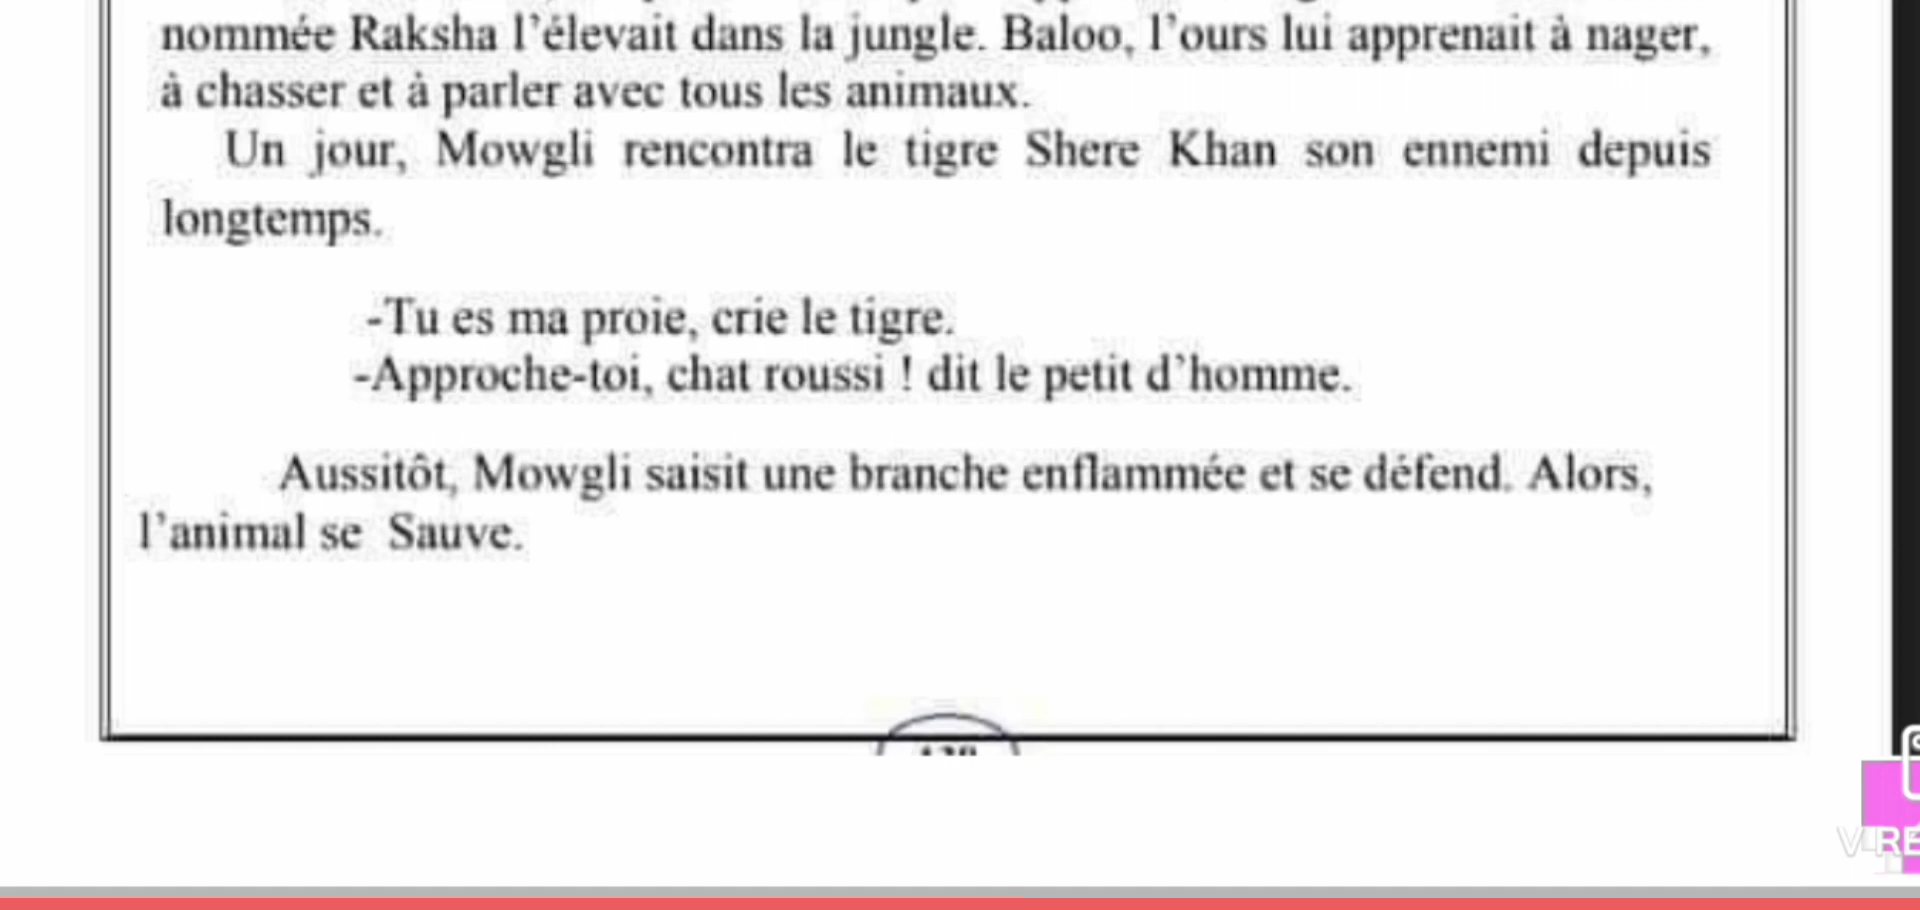 nommée Raksha l'élevait dans la jungle. Baloo, l'ours lui apprenait à nager,
à chasser et à parler avec tous les animaux.
Un jour, Mowgli rencontra le tigre Shere Khan son ennemi depuis
longtemps.
-Tu es ma proie, crie le tigre.
-Approche-toi, chat roussi ! dit le petit d'homme.
Aussitôt, Mowgli saisit une branche enflammée et se défend. Alors,
l'animal se Sauve.